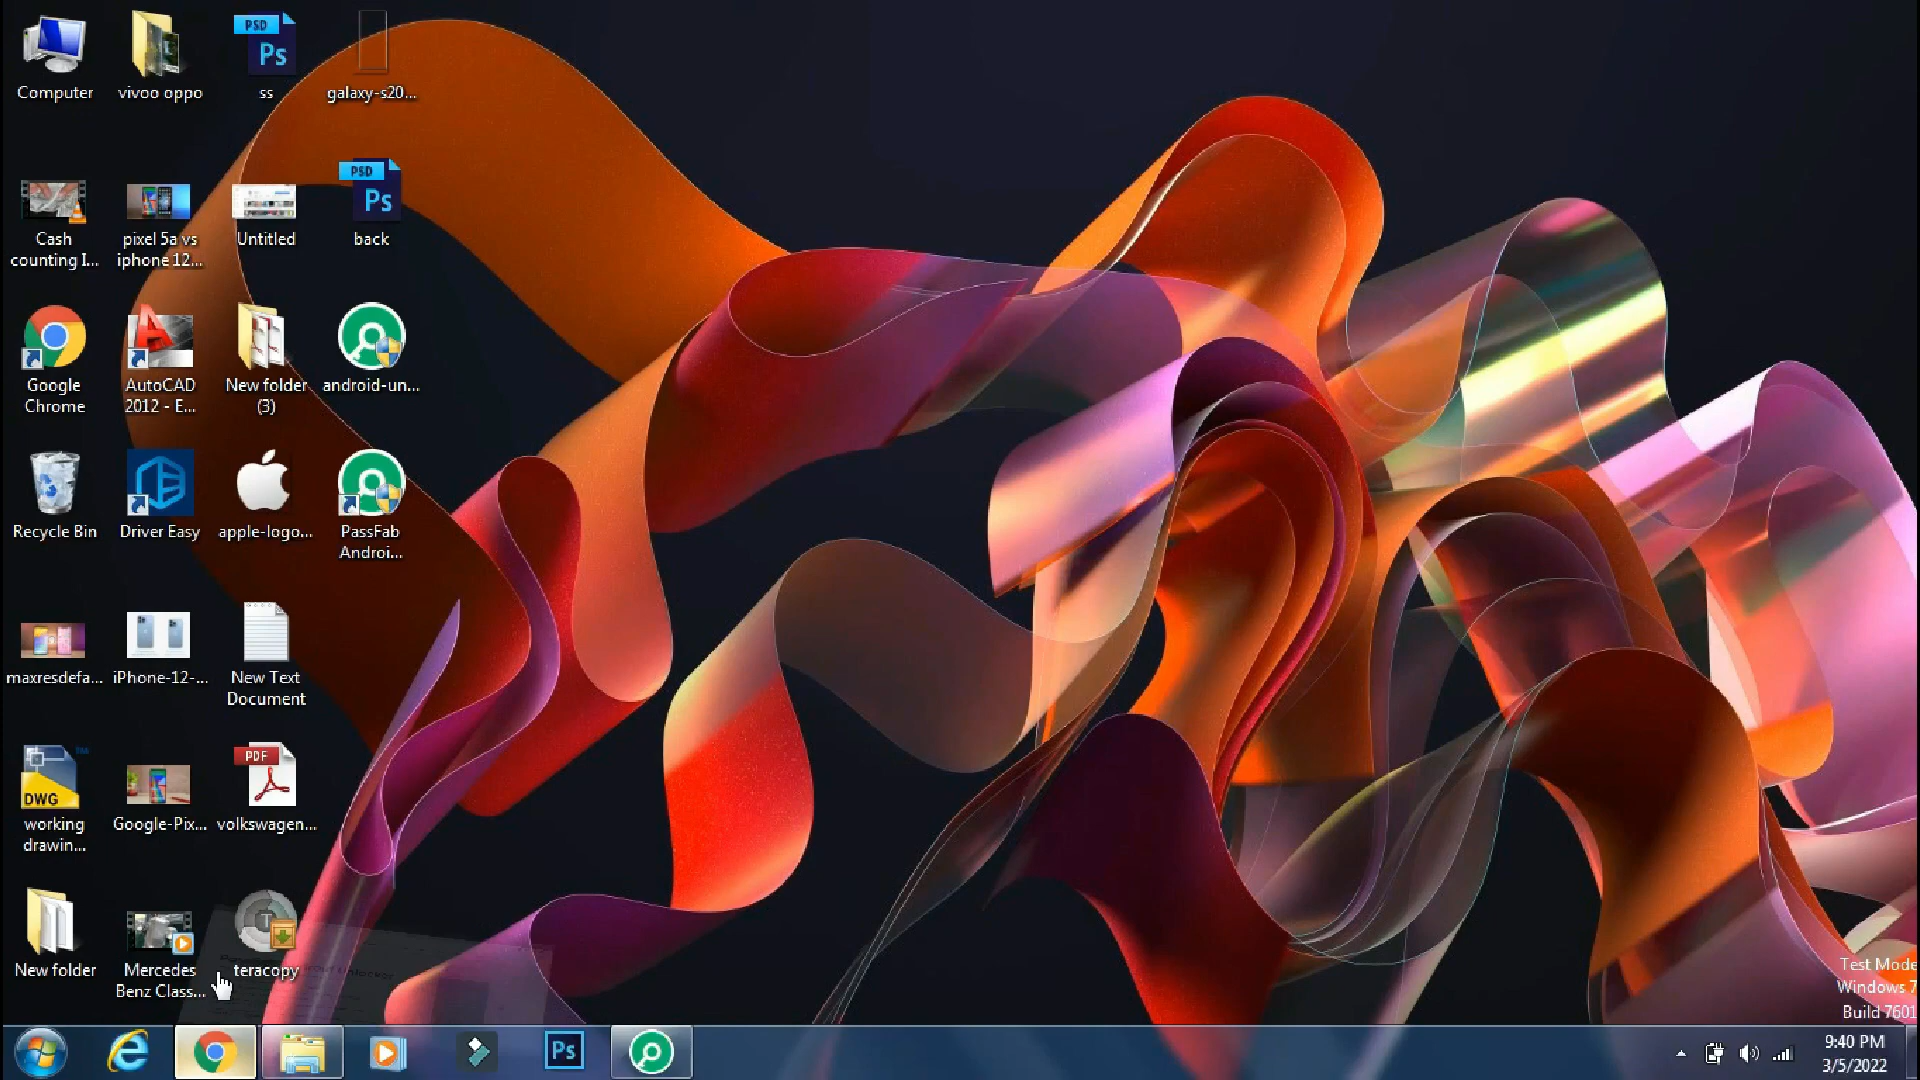 Computer
vivoo oppo
PSD
Ps
ss
galaxy-s20...
Cash
counting I...
pixel 5a vs
iphone 12...
Untitled
PSD
Ps
back
Google
Chrome
AutoCAD
2012 - E...
New folder
(3)
android-un...
Recycle Bin
Driver Easy
apple-logo...
PassFab
Androi...
maxresdefa...
iPhone-12-...
New Text
Document
DWG
working
drawin...
Google-Pix...
PDF
volkswagen...
New folder
Mercedes
Benz Class...
T
teracopy
Test Mode
Windows 7
Build 7601
Ps
9:40 PM
3/5/2022